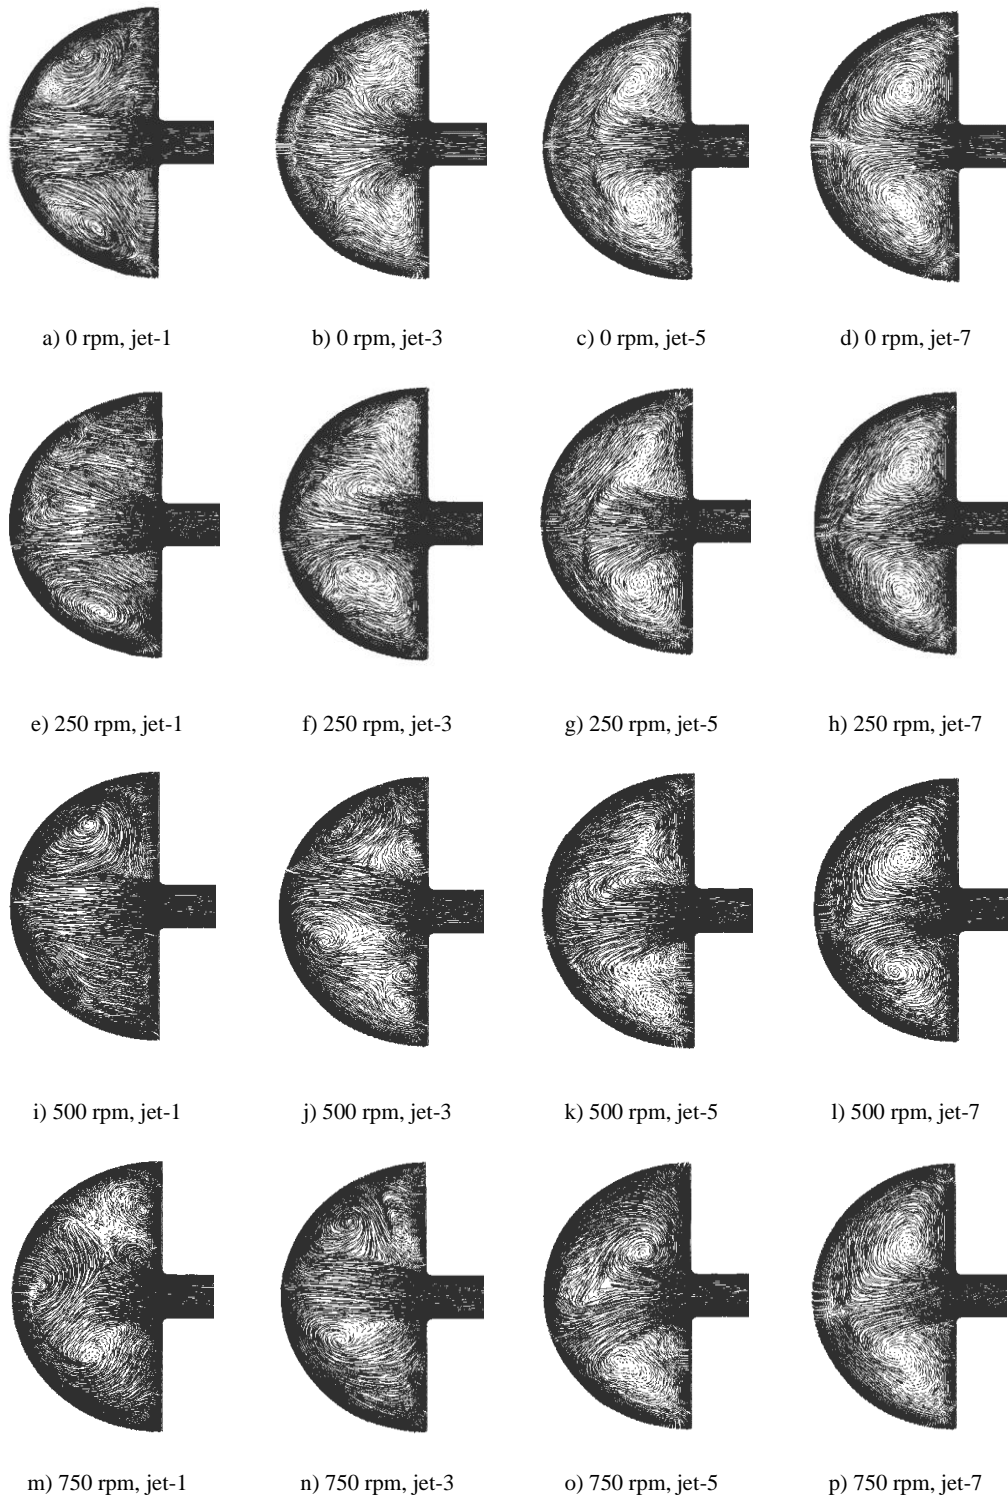 a) 0 rpm, jet-1 b) 0 rpm, jet-3 c) 0 rpm, jet-5 d) 0 rpm, jet-7
e) 250 rpm, jet-1 f) 250 rpm, jet-3 g) 250 rpm, jet-5 h) 250 rpm, jet-7
i) 500 rpm, jet-1 j) 500 rpm, jet-3 k) 500 rpm, jet-5 l) 500 rpm, jet-7
m) 750 rpm, jet-1 n) 750 rpm, jet-3 o) 750 rpm, jet-5 p) 750 rpm, jet-7